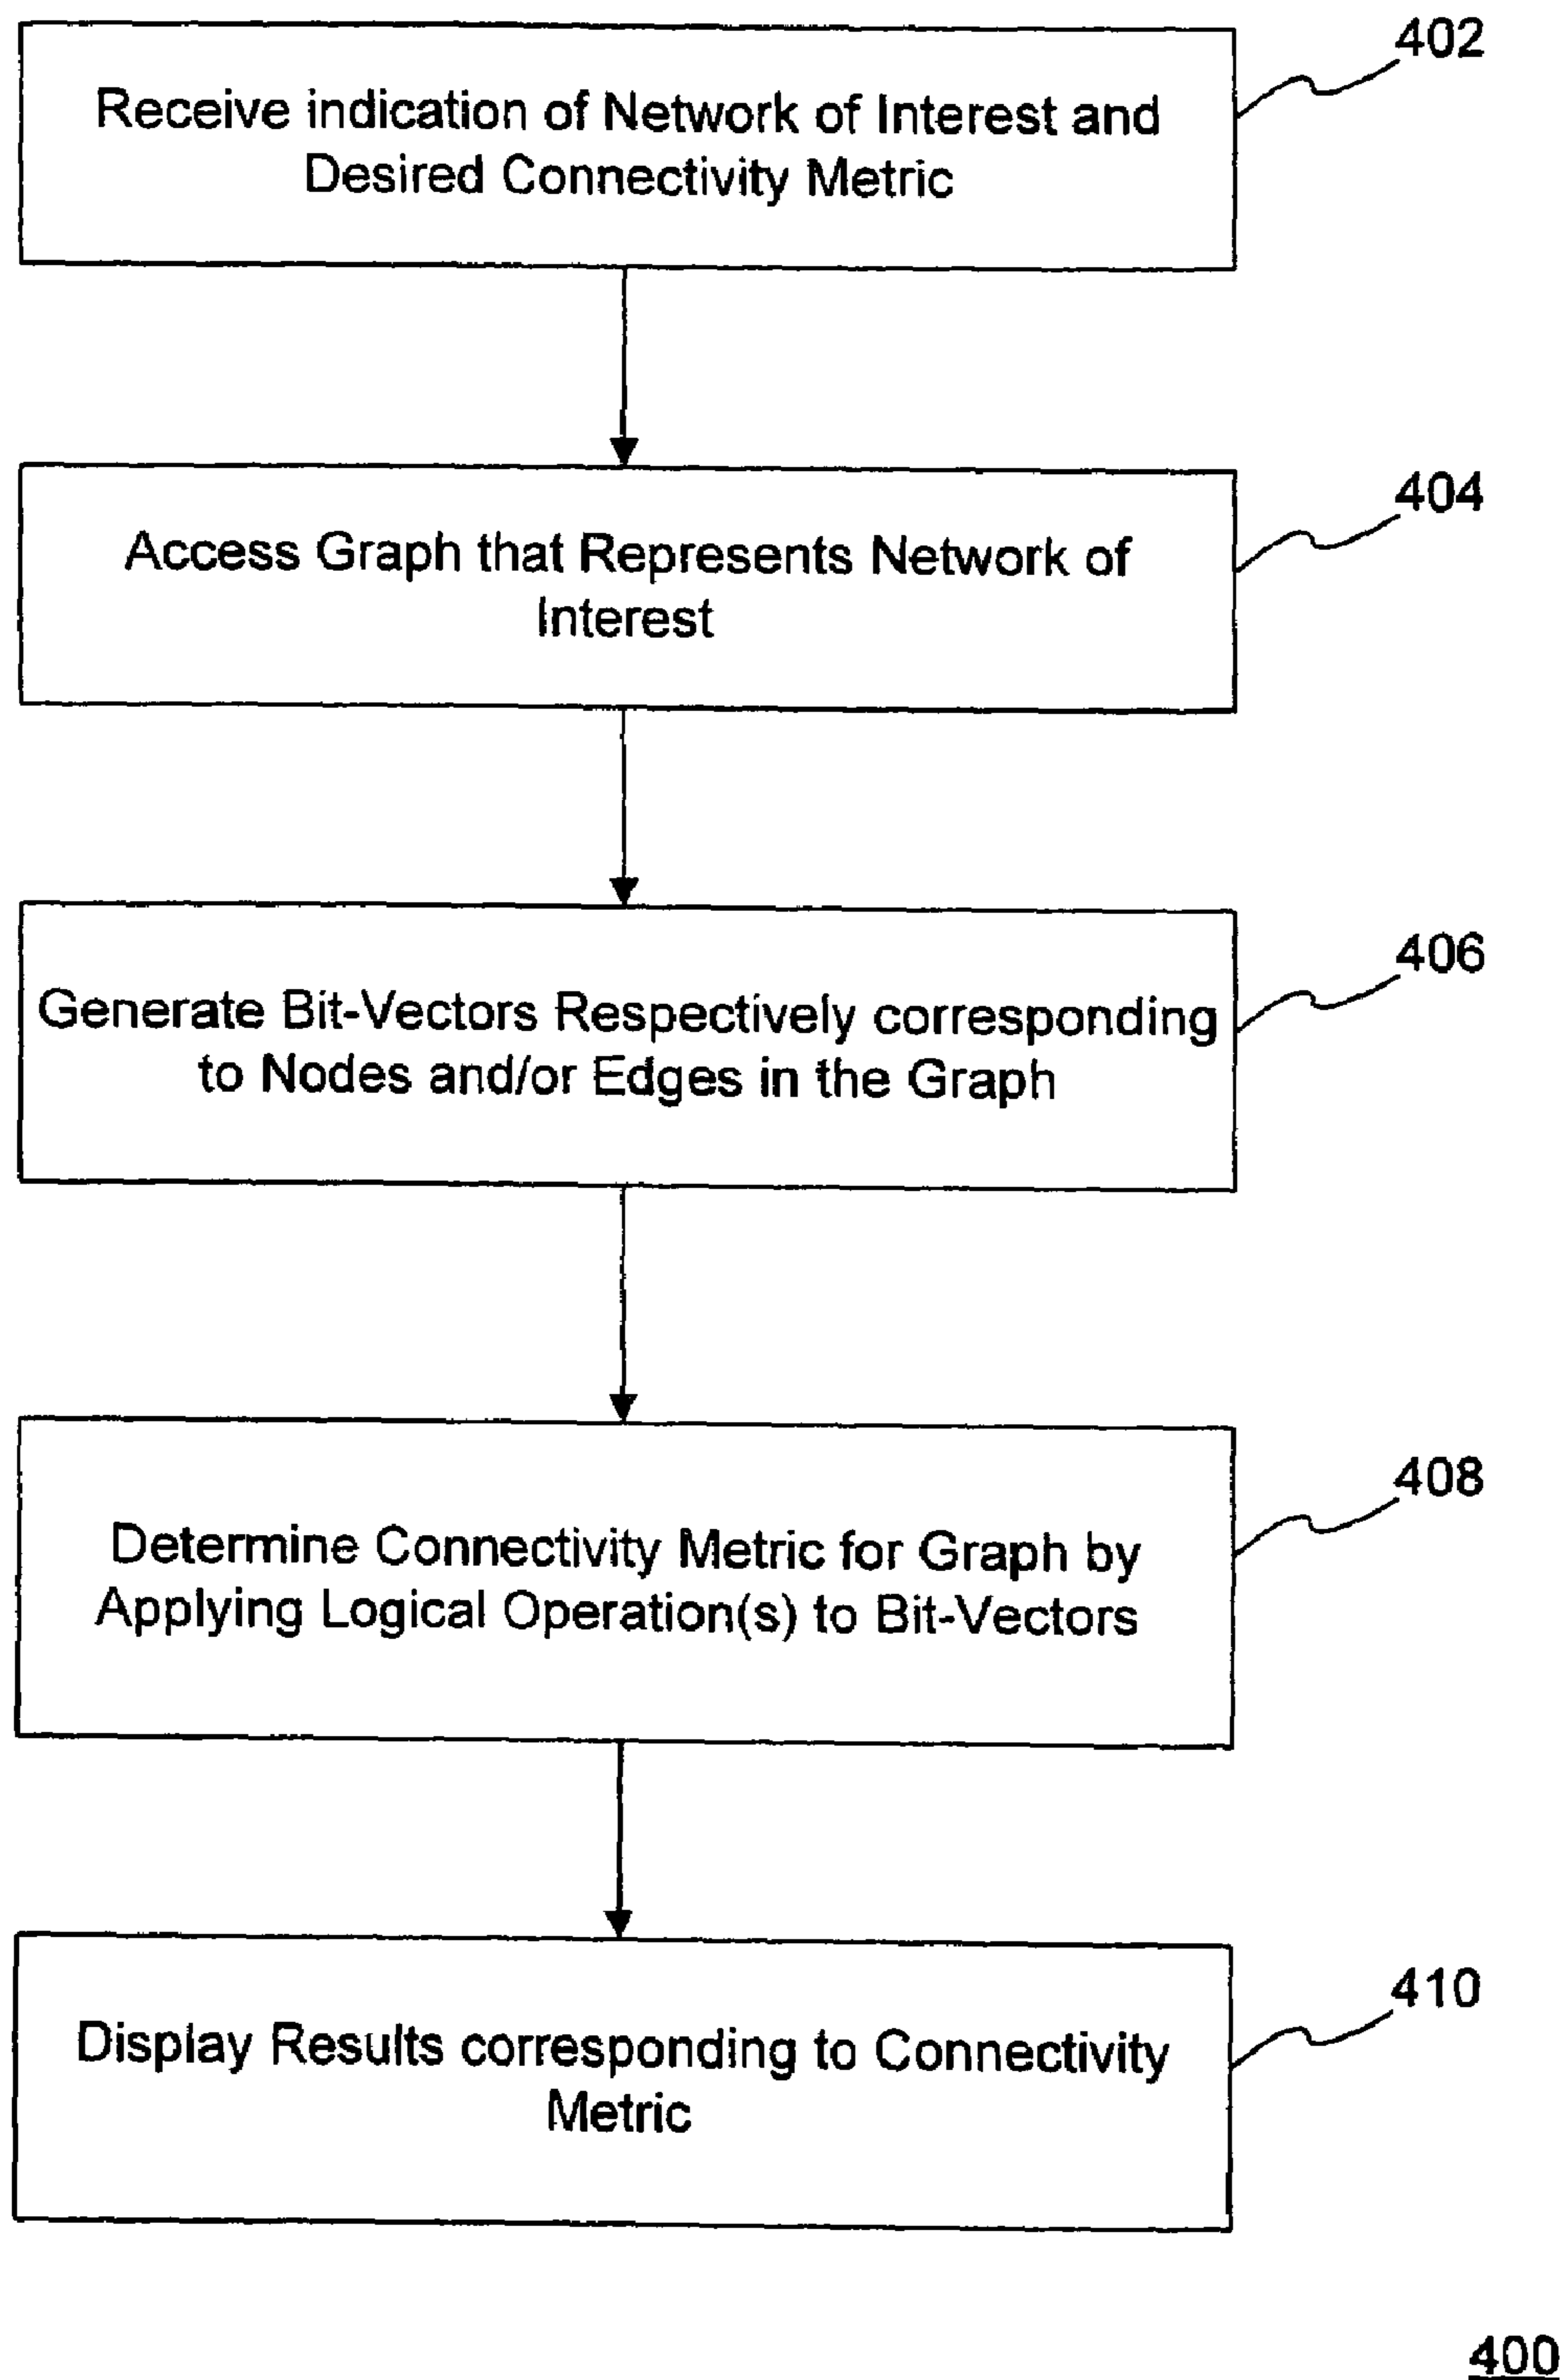 402
Receive indication of Network of Interest and
Desired Connectivity Metric
404
Access Graph that Represents Network of
Interest
406
Generate Bit-Vectors Respectively corresponding
to Nodes and/or Edges in the Graph
408
Determine Connectivity Metric for Graph by
Applying Logical Operation(s) to Bit-Vectors
410
Display Results corresponding to Connectivity
Metric
400